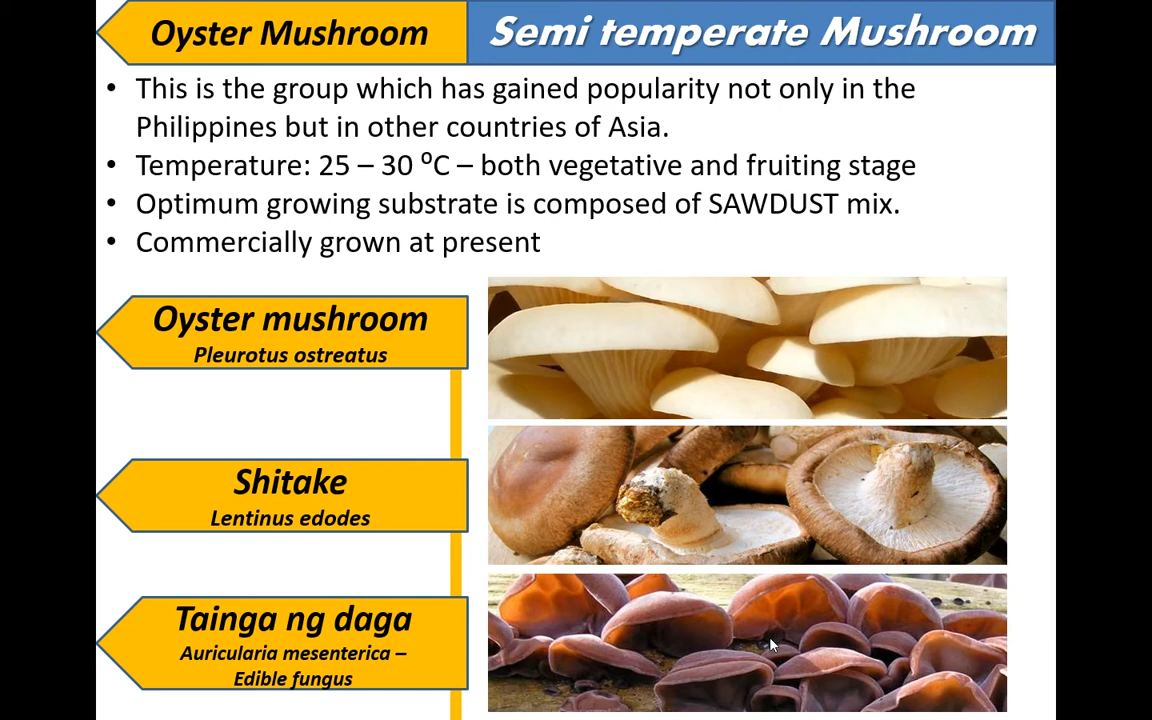 Oyster Mushroom
Semi temperate Mushroom
• This is the group which has gained popularity not only in the
Philippines but in other countries of Asia.
• Temperature: 25 – 30 ⁰C – both vegetative and fruiting stage
• Optimum growing substrate is composed of SAWDUST mix.
• Commercially grown at present
Oyster mushroom
Pleurotus ostreatus
Shitake
Lentinus edodes
Tainga ng daga
Auricularia mesenterica –
Edible fungus